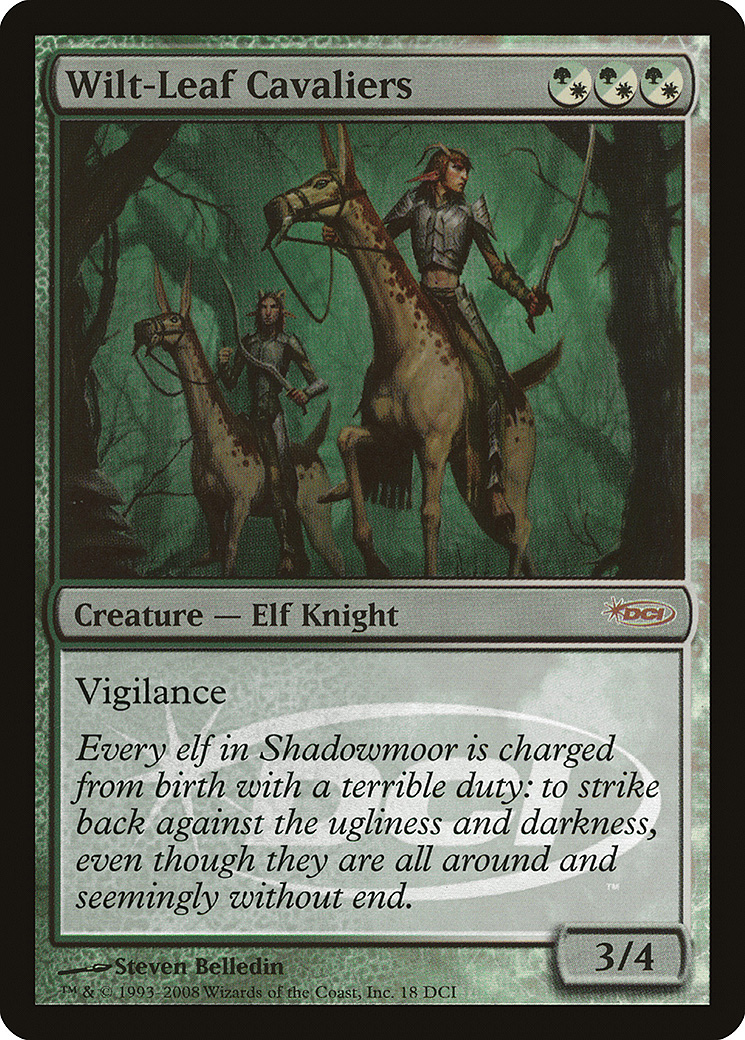 Wilt-Leaf Cavaliers
Creature — Elf Knight
DCI
Vigilance
Every elf in Shadowmoor is charged
from birth with a terrible duty: to strike
back against the ugliness and darkness,
even though they are all around and
seemingly without end.
DCI
™
3/4
Steven Belledin
™ & © 1993-2008 Wizards of the Coast, Inc. 18 DCI